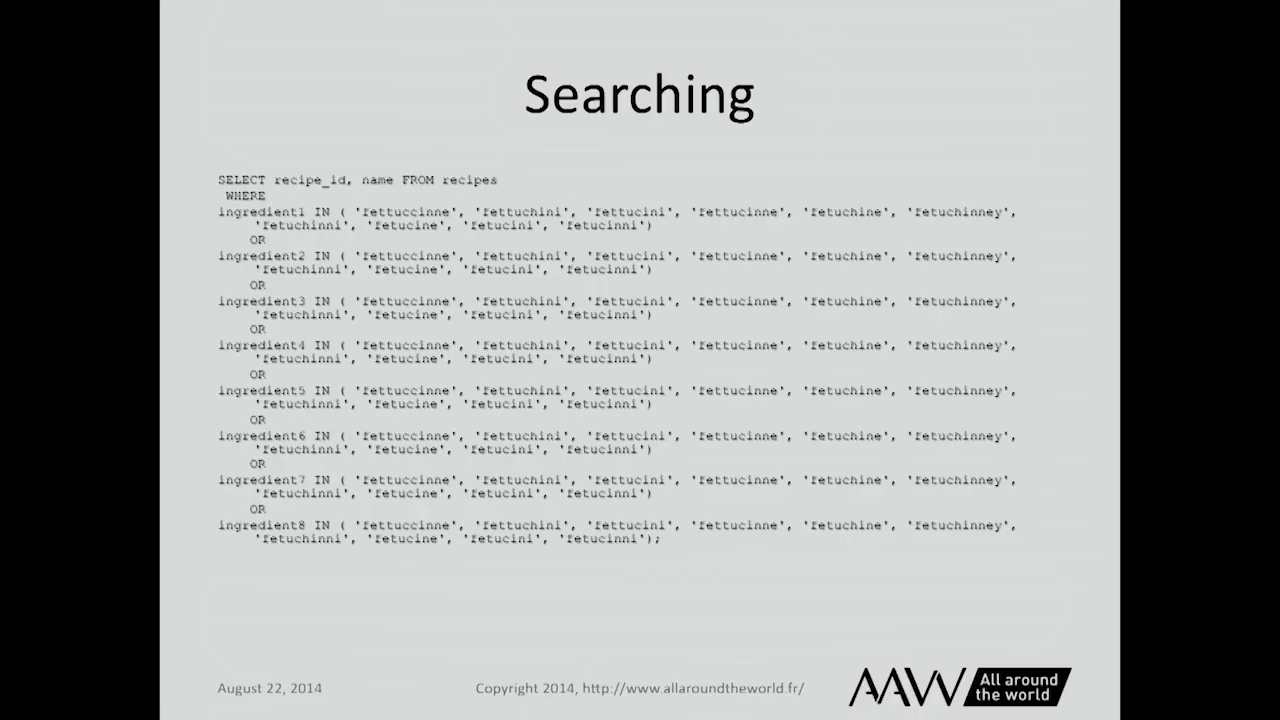 Searching
SELECT recipe_id, name FROM recipes
WHERE
ingredient1 IN ( 'fettuccinne', 'fettuchini', 'fettucini', 'fettucinne', 'fetuchine', 'fetuchinney',
'fetuchinni', 'fetucine', 'fetucini', 'fetucinni')
OR
ingredient2 IN ( 'fettuccinne', 'fettuchini', 'fettucini', 'fettucinne', 'fetuchine', 'fetuchinney',
'fetuchinni', 'fetucine', 'fetucini', 'fetucinni')
OR
ingredient3 IN ( 'fettuccinne', 'fettuchini', 'fettucini', 'fettucinne', 'fetuchine', 'fetuchinney',
'fetuchinni', 'fetucine', 'fetucini', 'fetucinni')
OR
ingredient4 IN ( 'fettuccinne', 'fettuchini', 'fettucini', 'fettucinne', 'fetuchine', 'fetuchinney',
'fetuchinni', 'fetucine', 'fetucini', 'fetucinni')
OR
ingredient5 IN ( 'fettuccinne', 'fettuchini', 'fettucini', 'fettucinne', 'fetuchine', 'fetuchinney',
'fetuchinni', 'fetucine', 'fetucini', 'fetucinni')
OR
ingredient6 IN ( 'fettuccinne', 'fettuchini', 'fettucini', 'fettucinne', 'fetuchine', 'fetuchinney',
'fetuchinni', 'fetucine', 'fetucini', 'fetucinni')
OR
ingredient7 IN ( 'fettuccinne', 'fettuchini', 'fettucini', 'fettucinne', 'fetuchine', 'fetuchinney',
'fetuchinni', 'fetucine', 'fetucini', 'fetucinni')
OR
ingredient8 IN ( 'fettuccinne', 'fettuchini', 'fettucini', 'fettucinne', 'fetuchine', 'fetuchinney',
'fetuchinni', 'fetucine', 'fetucini', 'fetucinni');
August 22, 2014
Copyright 2014, http://www.allaroundtheworld.fr/
AAW All around
the world